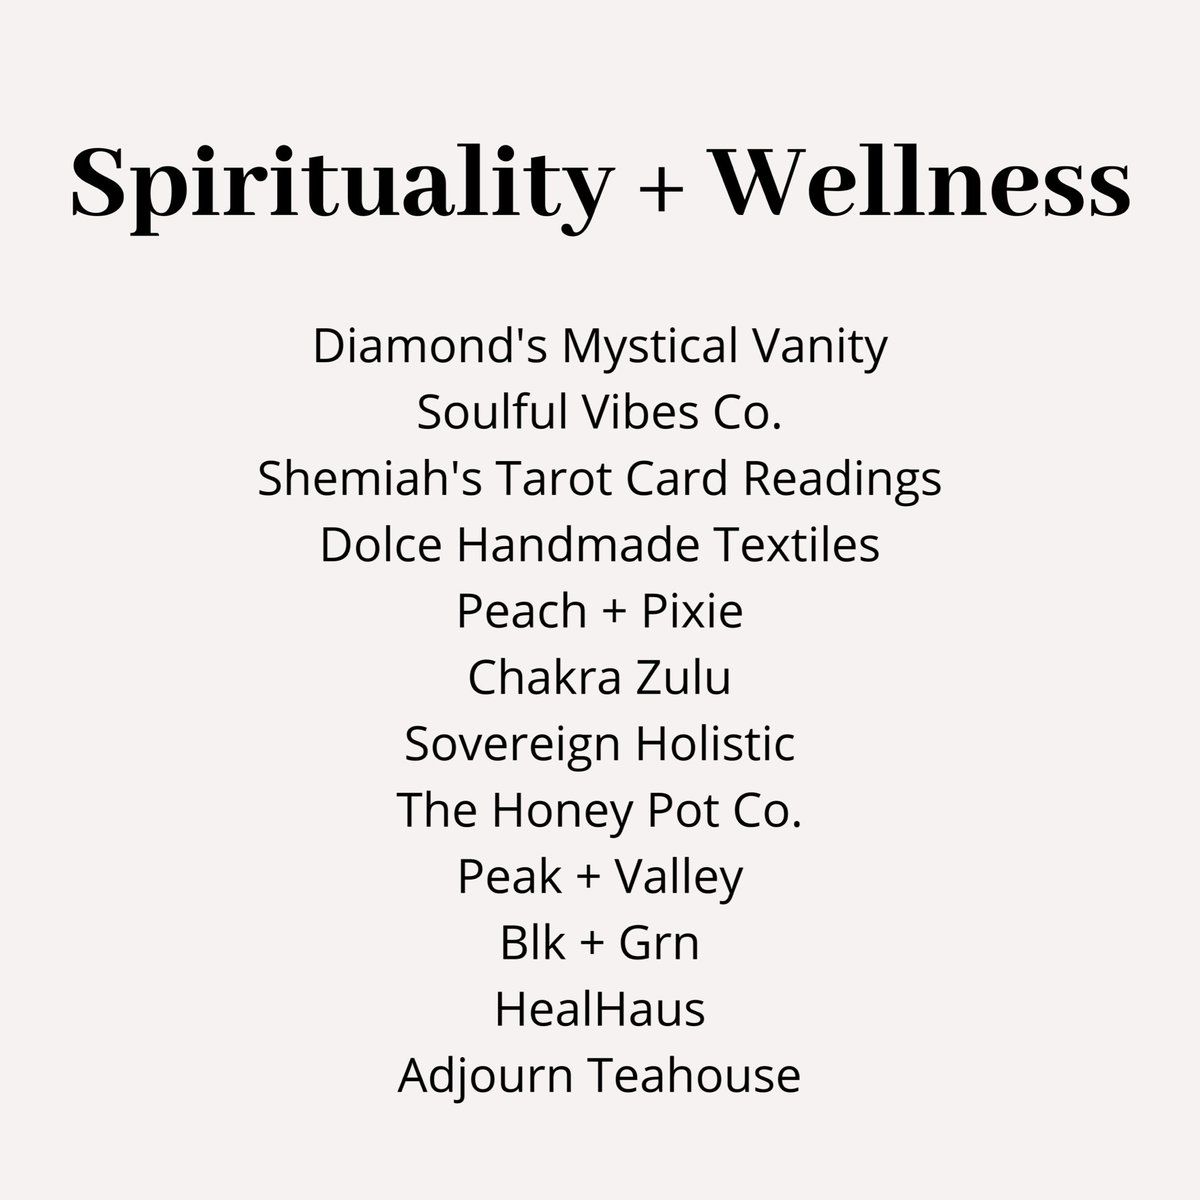 Spirituality + Wellness
Diamond's Mystical Vanity
Soulful Vibes Co.
Shemiah's Tarot Card Readings
Dolce Handmade Textiles
Peach + Pixie
Chakra Zulu
Sovereign Holistic
The Honey Pot Co.
Peak + Valley
Blk + Grn
HealHaus
Adjourn Teahouse